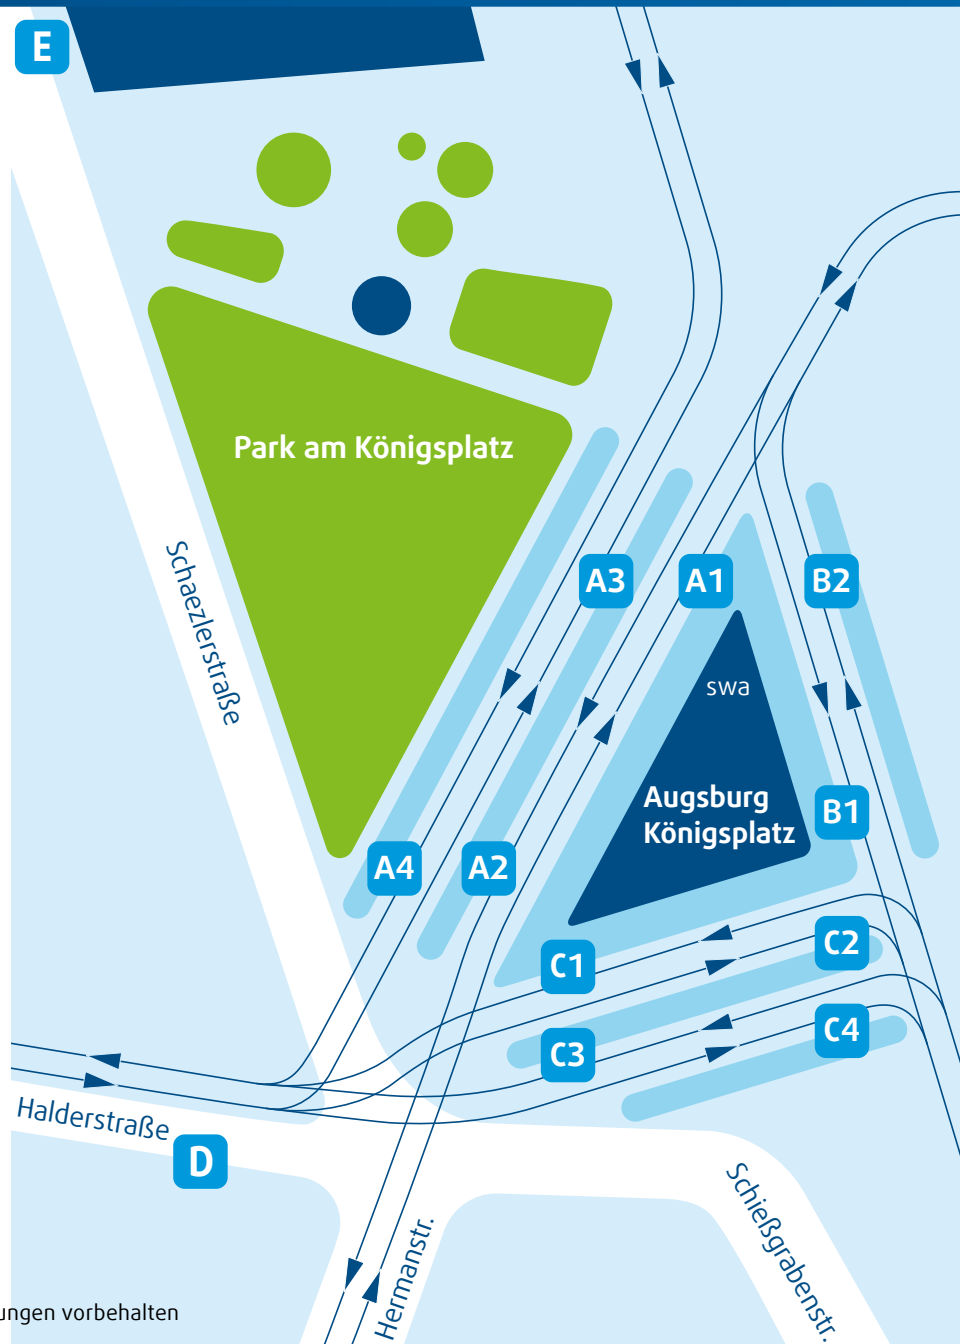 E
Park am Königsplatz
Schaezlerstraße
A3
A1
B2
swa
Augsburg
Königsplatz
B1
A4
A2
C2
C1
C4
C3
Halderstraße
D
Schießgrabenstr.
Hermanstr.
vorbehalten